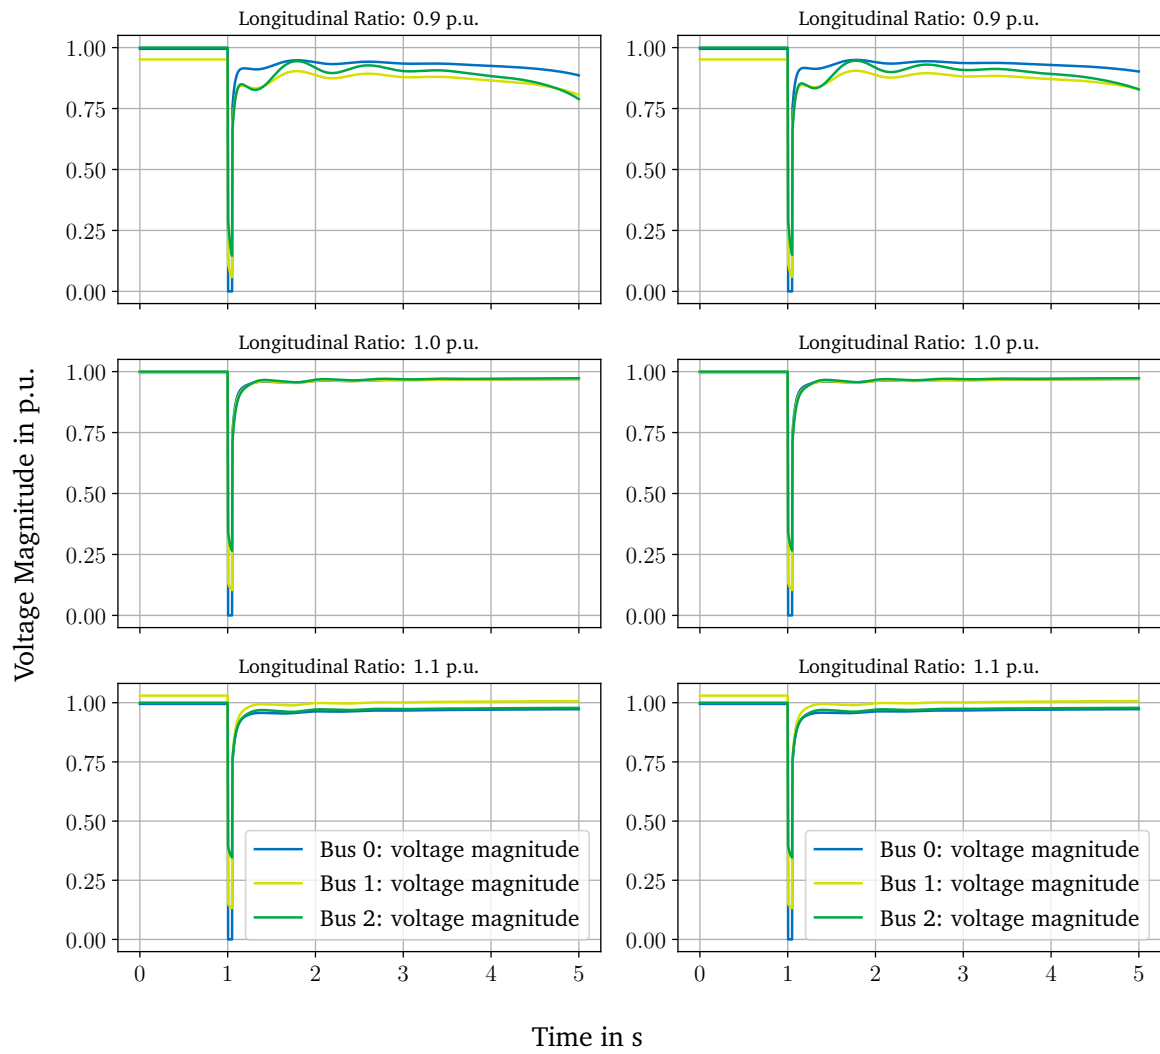 Longitudinal Ratio: 0.9 p.u.
Longitudinal Ratio: 0.9 p.u.
1.00
0.75
0.50
0.25
0.00
1.00
0.75
0.50
0.25
0.00
Longitudinal Ratio: 1.0 p.u.
Longitudinal Ratio: 1.0 p.u.
1.00
0.75
0.50
0.25
0.00
1.00
0.75
0.50
0.25
0.00
Voltage Magnitude in p.u.
Longitudinal Ratio: 1.1 p.u.
Longitudinal Ratio: 1.1 p.u.
1.00
0.75
0.50
0.25
0.00
Bus 0: voltage magnitude
Bus 1: voltage magnitude
Bus 2: voltage magnitude
0 1 2 3 4 5
1.00
0.75
0.50
0.25
0.00
Bus 0: voltage magnitude
Bus 1: voltage magnitude
Bus 2: voltage magnitude
0 1 2 3 4 5
Time in s